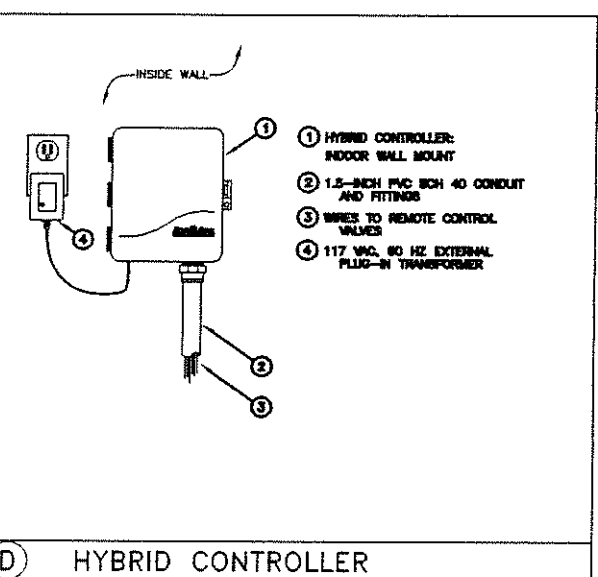 INSIDE WALL
1
1 HYBRID CONTROLLER:
INDOOR WALL MOUNT
2 1.5-INCH PVC SCH 40 CONDUIT
AND FITTINGS
3 WIRES TO REMOTE CONTROL
VALVES
4 117 VAC, 60 HZ EXTERNAL
PLUG-IN TRANSFORMER
4
2
3
D HYBRID CONTROLLER